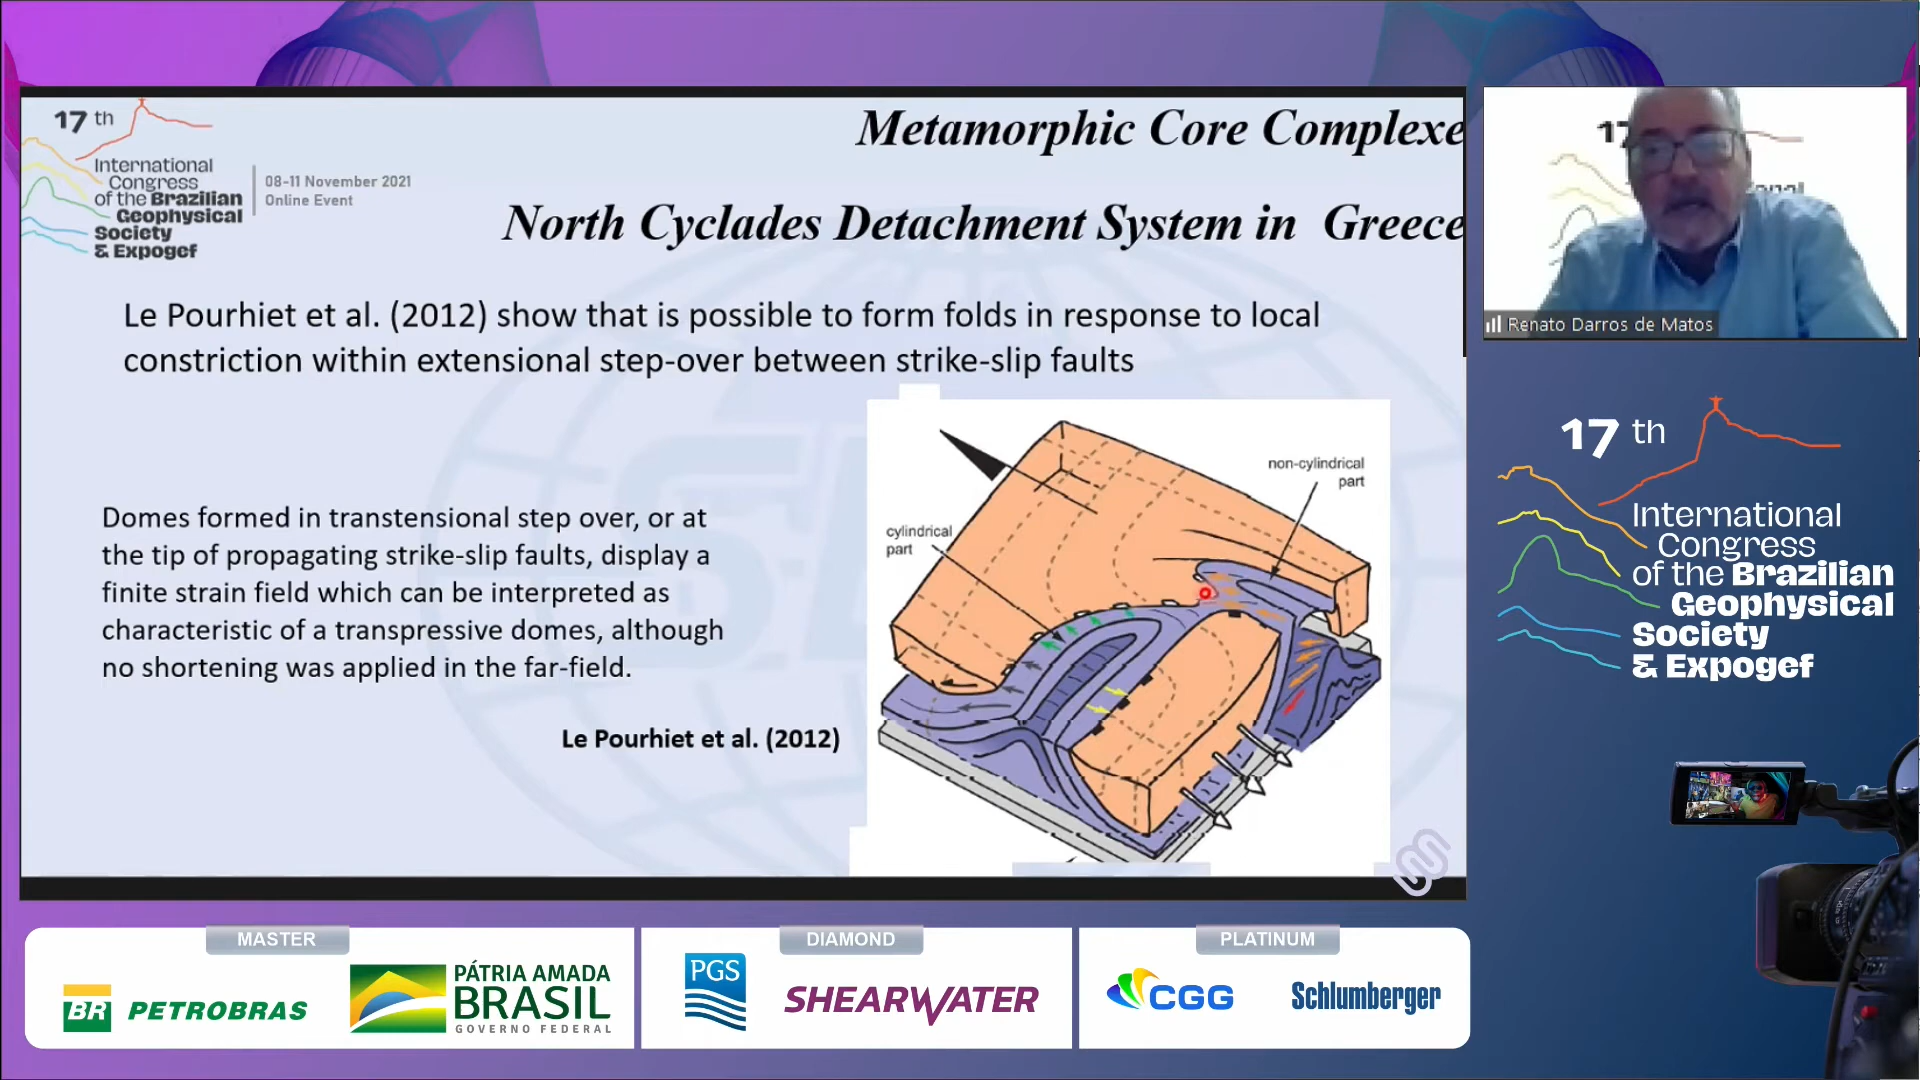 17 th
International
Congress
of the Brazilian
Geophysical
Society
& Expogef
08-11 November 2021
Online Event
Metamorphic Core Complexe
North Cyclades Detachment System in Greece
Le Pourhiet et al. (2012) show that is possible to form folds in response to local
constriction within extensional step-over between strike-slip faults
Domes formed in transtensional step over, or at
the tip of propagating strike-slip faults, display a
finite strain field which can be interpreted as
characteristic of a transpressive domes, although
no shortening was applied in the far-field.
Le Pourhiet et al. (2012)
non-cylindrical
part
cylindrical
part
17
Renato Darros de Matos
17 th
International
Congress
of the Brazilian
Geophysical
Society
& Expogef
MASTER
BR PETROBRAS
PÁTRIA AMADA
BRASIL
GOVERNO FEDERAL
DIAMOND
PGS
SHEARWATER
PLATINUM
CGG
Schlumberger